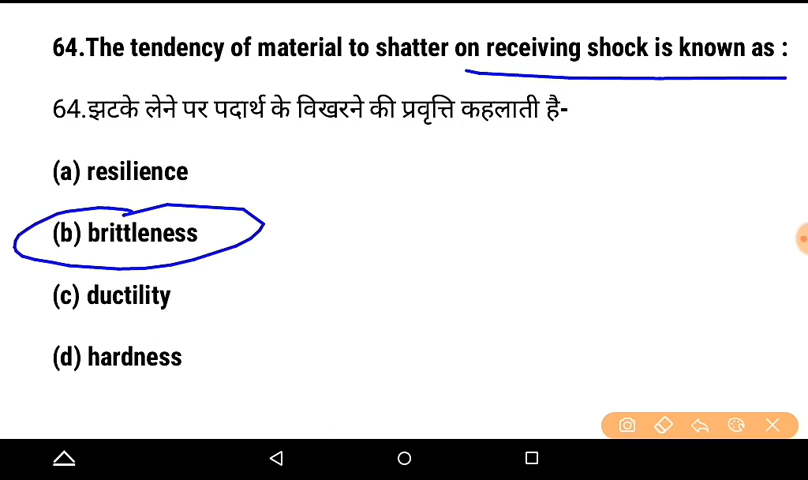 64.The tendency of material to shatter on receiving shock is known as :
64.झटके लेने पर पदार्थ के विखरने की प्रवृत्ति कहलाती है-
(a) resilience
(b) brittleness
(c) ductility
(d) hardness